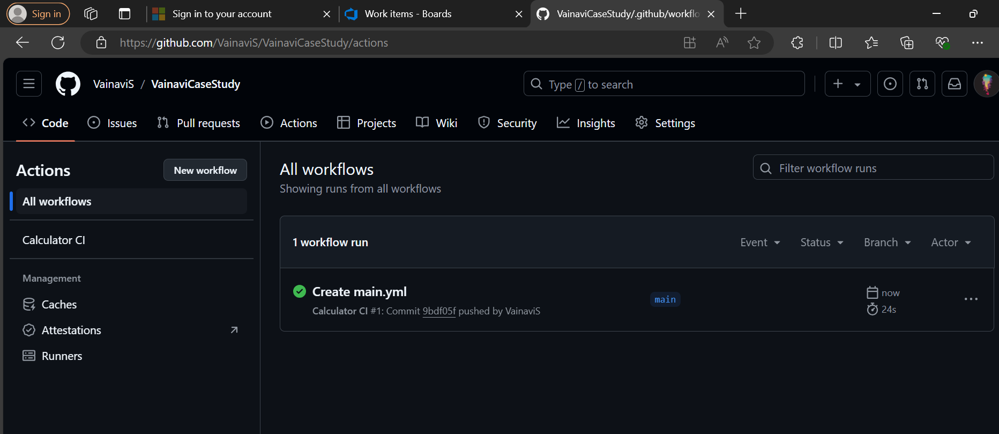 Sign in
Sign in to your account
Work items - Boards
VainaviCaseStudy/.github/workflo
https://github.com/VainaviS/VainaviCaseStudy/actions
VainaviS / VainaviCaseStudy
Type / to search
Code
Issues
Pull requests
Actions
Projects
Wiki
Security
Insights
Settings
Actions
New workflow
All workflows
Calculator CI
Management
Caches
Attestations
Runners
All workflows
Showing runs from all workflows
Filter workflow runs
1 workflow run
Event
Status
Branch
Actor
Create main.yml
Calculator CI #1: Commit 9bdf05f pushed by VainaviS
main
now
24s